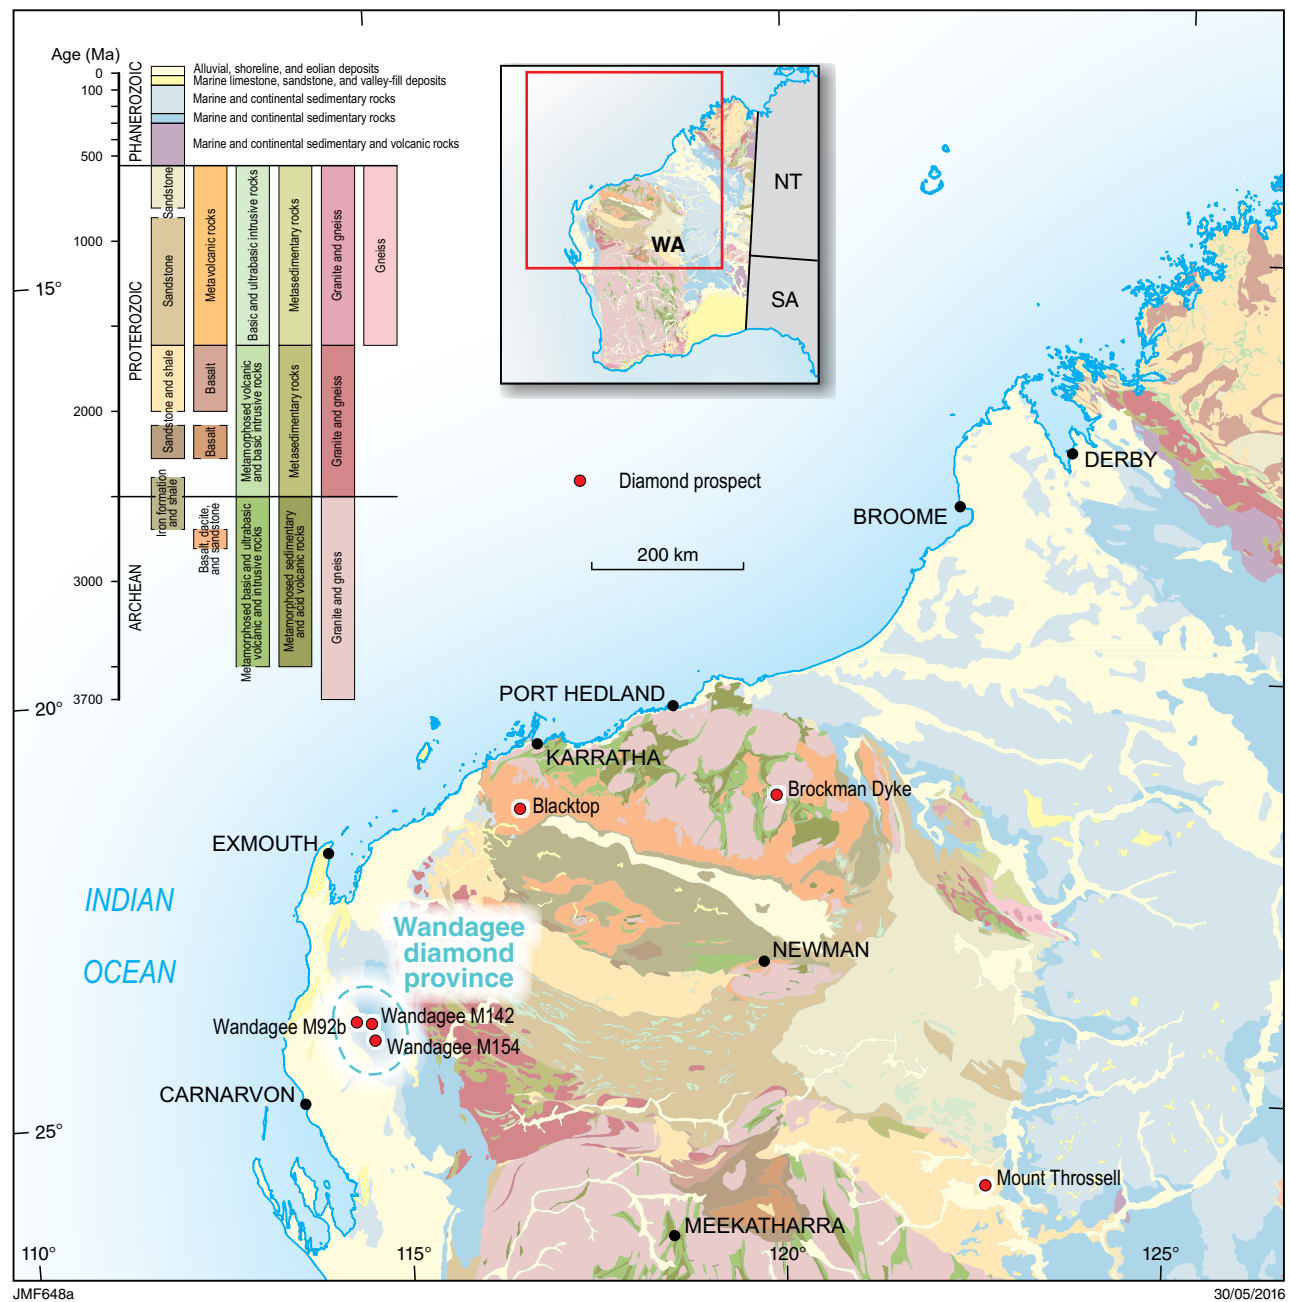 Age (Ma)
0
100
500
1000
2000
3000
3700
PHANEROZOIC
PROTEROZOIC
ARCHEAN
Alluvial, shoreline, and eolian deposits
Marine limestone, sandstone, and valley-fill deposits
Marine and continental sedimentary rocks
Marine and continental sedimentary rocks
Marine and continental sedimentary and volcanic rocks
Sandstone
Sandstone
Sandstone and shale
Sandstone
Iron formation
and shale
Metavolcanic rocks
Basalt
Basalt
Basalt, dacite,
and sandstone
Basic and ultrabasic intrusive rocks
Metamorphosed volcanic
and basic intrusive rocks
Metamorphosed basic and ultrabasic
volcanic and intrusive rocks
Metasedimentary rocks
Metasedimentary rocks
Metamorphosed sedimentary
and acid volcanic rocks
Granite and gneiss
Granite and gneiss
Granite and gneiss
Gneiss
NT
WA
SA
15°
Diamond prospect
200 km
DERBY
BROOME
PORT HEDLAND
20°
KARRATHA
Brockman Dyke
Blacktop
EXMOUTH
INDIAN
OCEAN
Wandagee
diamond
province
NEWMAN
Wandagee M142
Wandagee M92b
Wandagee M154
CARNARVON
25°
Mount Throssell
MEEKATHARRA
110°
115°
120°
125°
JMF648a
30/05/2016